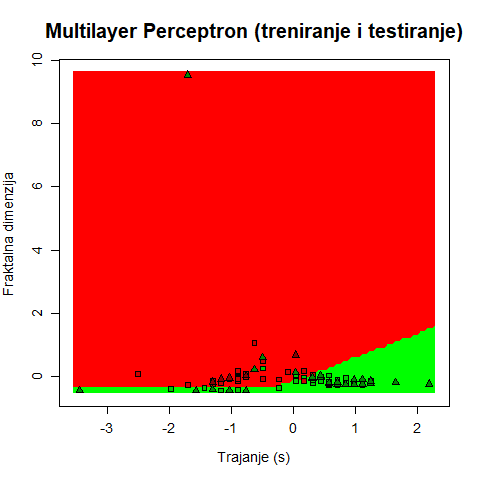 Multilayer Perceptron (treniranje i testiranje)
Fraktalna dimenzija
10
8
6
4
2
0
-3 -2 -1 0 1 2
Trajanje (s)